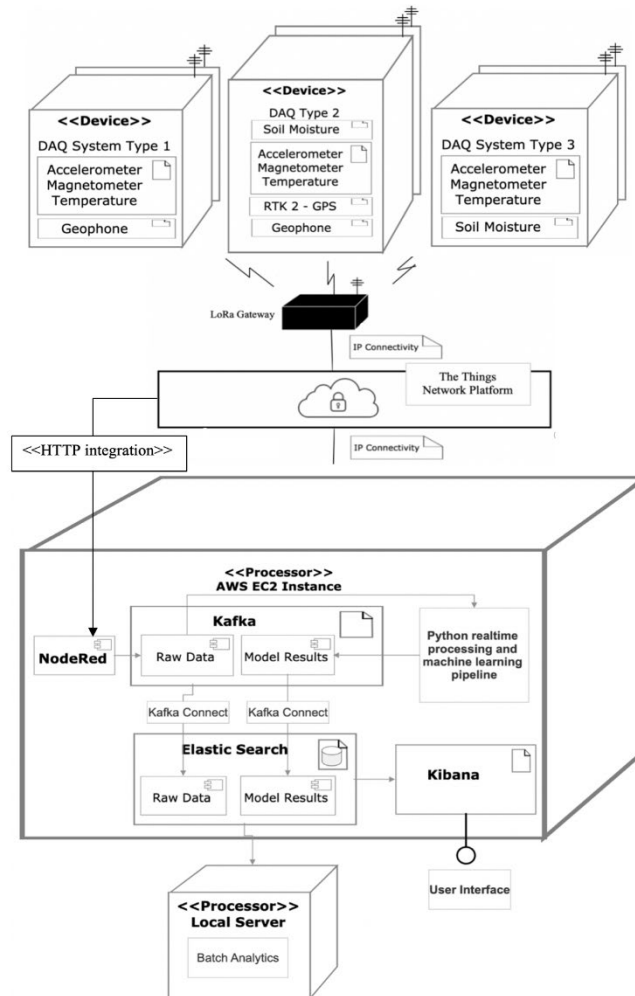 <<Device>>
DAQ System Type 1
Accelerometer
Magnetometer
Temperature
Geophone
<<Device>>
DAQ Type 2
Soil Moisture
Accelerometer
Magnetometer
Temperature
RTK 2 - GPS
Geophone
<<Device>>
DAQ System Type 3
Accelerometer
Magnetometer
Temperature
Soil Moisture
LoRa Gateway
IP Connectivity
The Things
Network Platform
<<HTTP integration>>
IP Connectivity
<<Processor>>
AWS EC2 Instance
Kafka
NodeRed
Raw Data
Model Results
Python realtime
processing and
machine learning
pipeline
Kafka Connect
Kafka Connect
Elastic Search
Raw Data
Model Results
Kibana
User Interface
<<Processor>>
Local Server
Batch Analytics